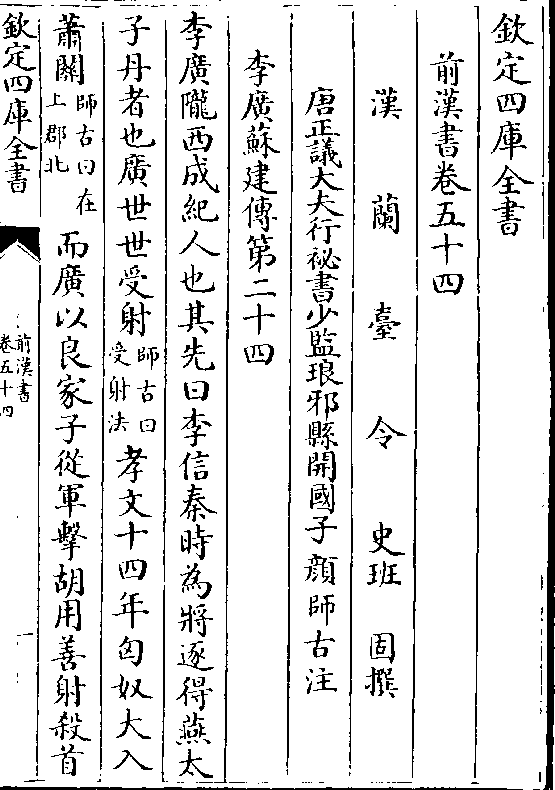 欽定四庫全書
前漢書卷五十四
漢蘭臺令史班固撰
唐正議大夫行祕書少監琅邪縣開國子顔師古注
李廣蘇建傳第二十四
李廣隴西成紀人也其先曰李信秦時為將逐得燕太
子丹者也廣世世受射師古曰受射法孝文十四年匈奴大入
蕭關師古曰在上郡北而廣以良家子從軍擊胡用善射殺首
欽定四庫全書
前漢書
卷五十四
一